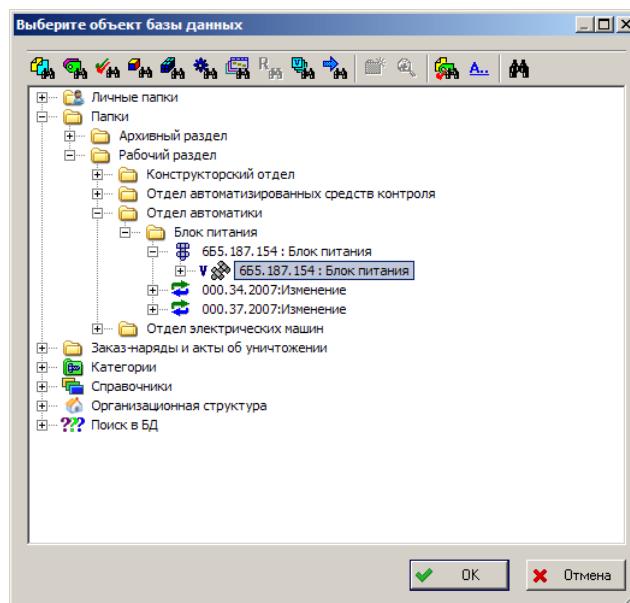 Выберите объект базы данных
R
V
A..
Личные папки
Папки
Архивный раздел
Рабочий раздел
Конструкторский отдел
Отдел автоматизированных средств контроля
Отдел автоматики
Блок питания
6Б5.187.154 : Блок питания
V 6Б5.187.154 : Блок питания
000.34.2007:Изменение
000.37.2007:Изменение
Отдел электрических машин
Заказ-наряды и акты об уничтожении
Категории
Справочники
Организационная структура
??? Поиск в БД
OK
Отмена